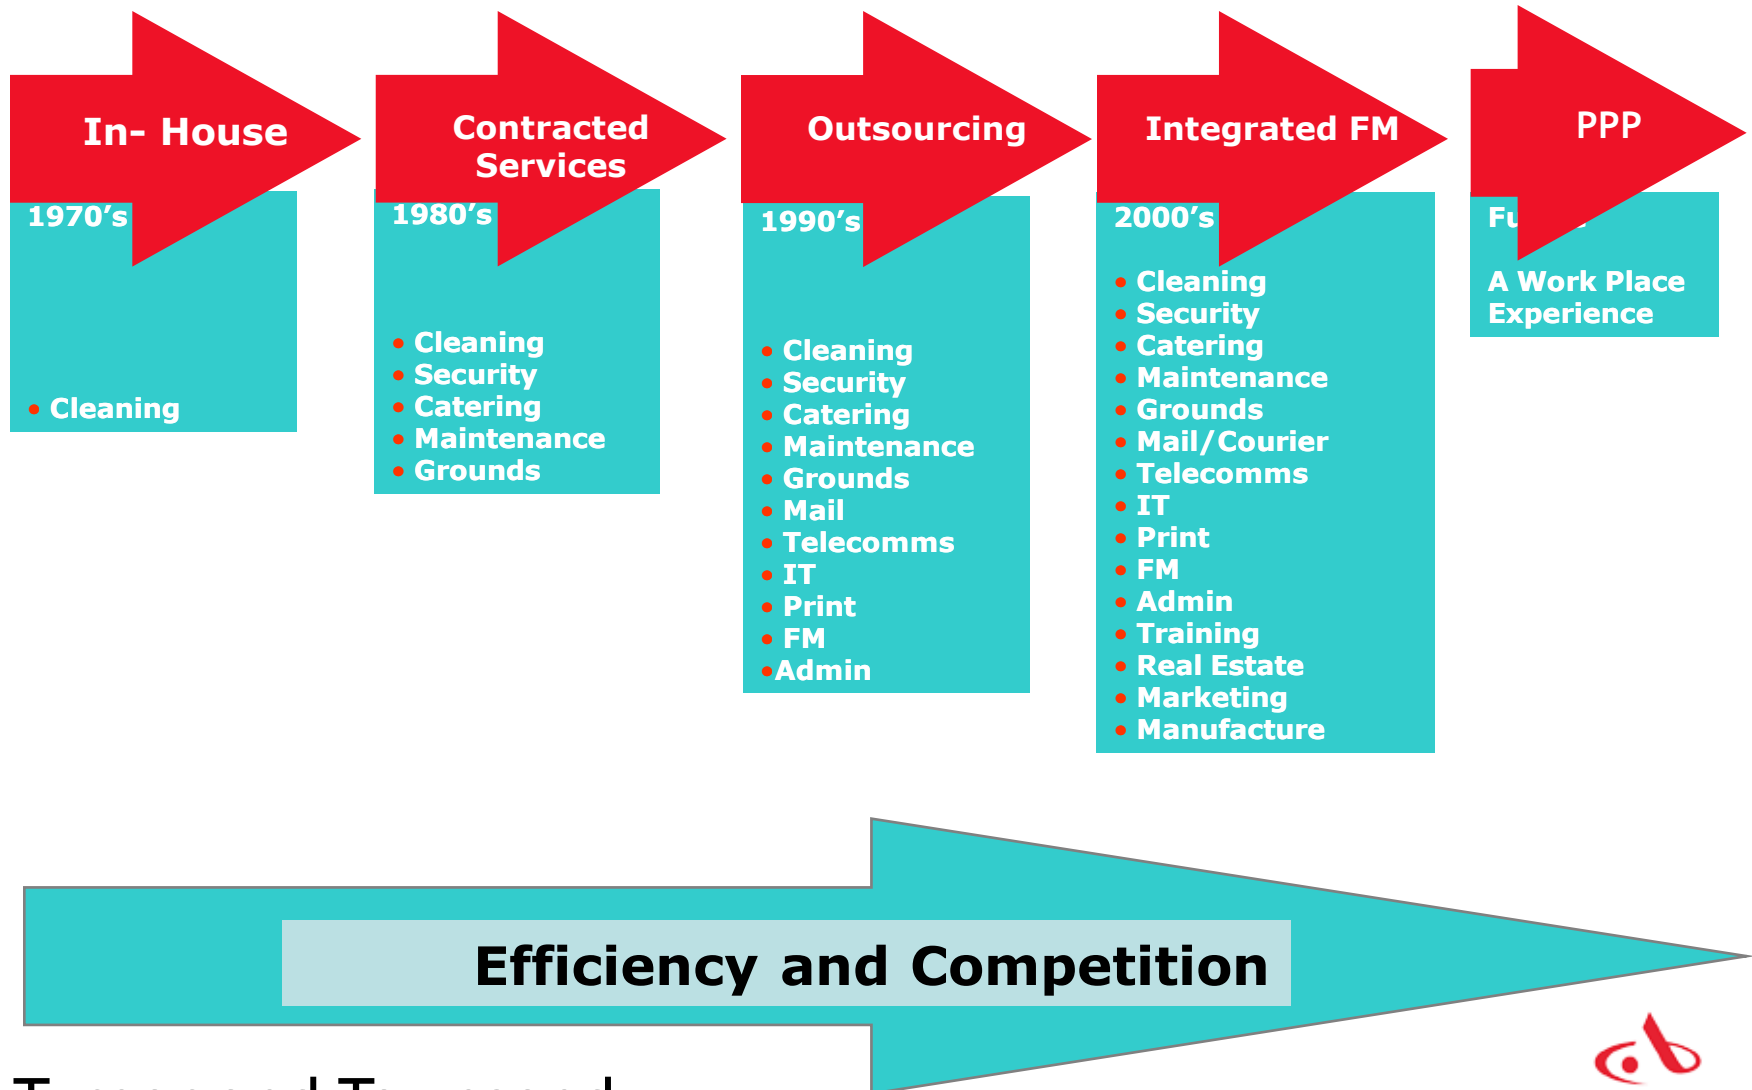 In- House
1970’s
• Cleaning
Contracted
Services
1980’s
• Cleaning
• Security
• Catering
• Maintenance
• Grounds
Outsourcing
1990’s
• Cleaning
• Security
• Catering
• Maintenance
• Grounds
• Mail
• Telecomms
• IT
• Print
• FM
•Admin
Integrated FM
2000’s
• Cleaning
• Security
• Catering
• Maintenance
• Grounds
• Mail/Courier
• Telecomms
• IT
• Print
• FM
• Admin
• Training
• Real Estate
• Marketing
• Manufacture
PPP
A Work Place
Experience
Efficiency and Competition